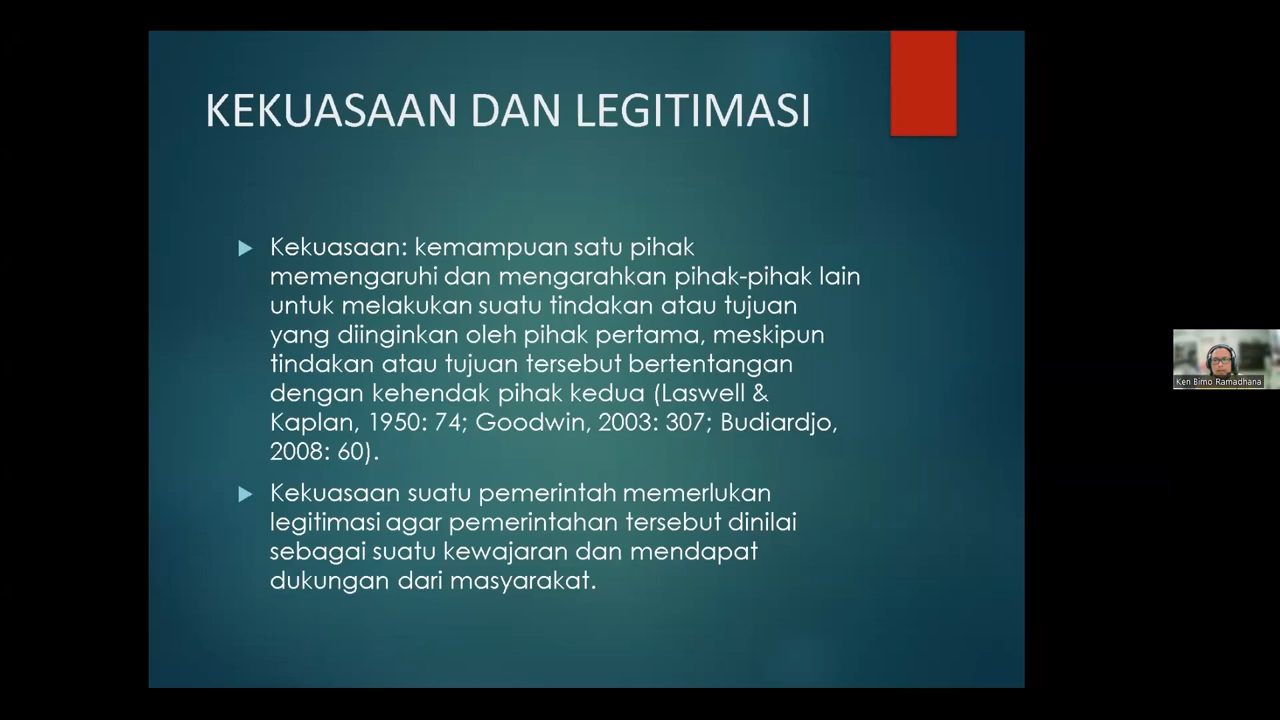 KEKUASAAN DAN LEGITIMASI
Kekuasaan: kemampuan satu pihak
memengaruhi dan mengarahkan pihak-pihak lain
untuk melakukan suatu tindakan atau tujuan
yang diinginkan oleh pihak pertama, meskipun
tindakan atau tujuan tersebut bertentangan
dengan kehendak pihak kedua (Laswell &
Kaplan, 1950: 74; Goodwin, 2003: 307; Budiardjo,
2008: 60).
Kekuasaan suatu pemerintah memerlukan
legitimasi agar pemerintahan tersebut dinilai
sebagai suatu kewajaran dan mendapat
dukungan dari masyarakat.
Ken Bimo Ramadhana